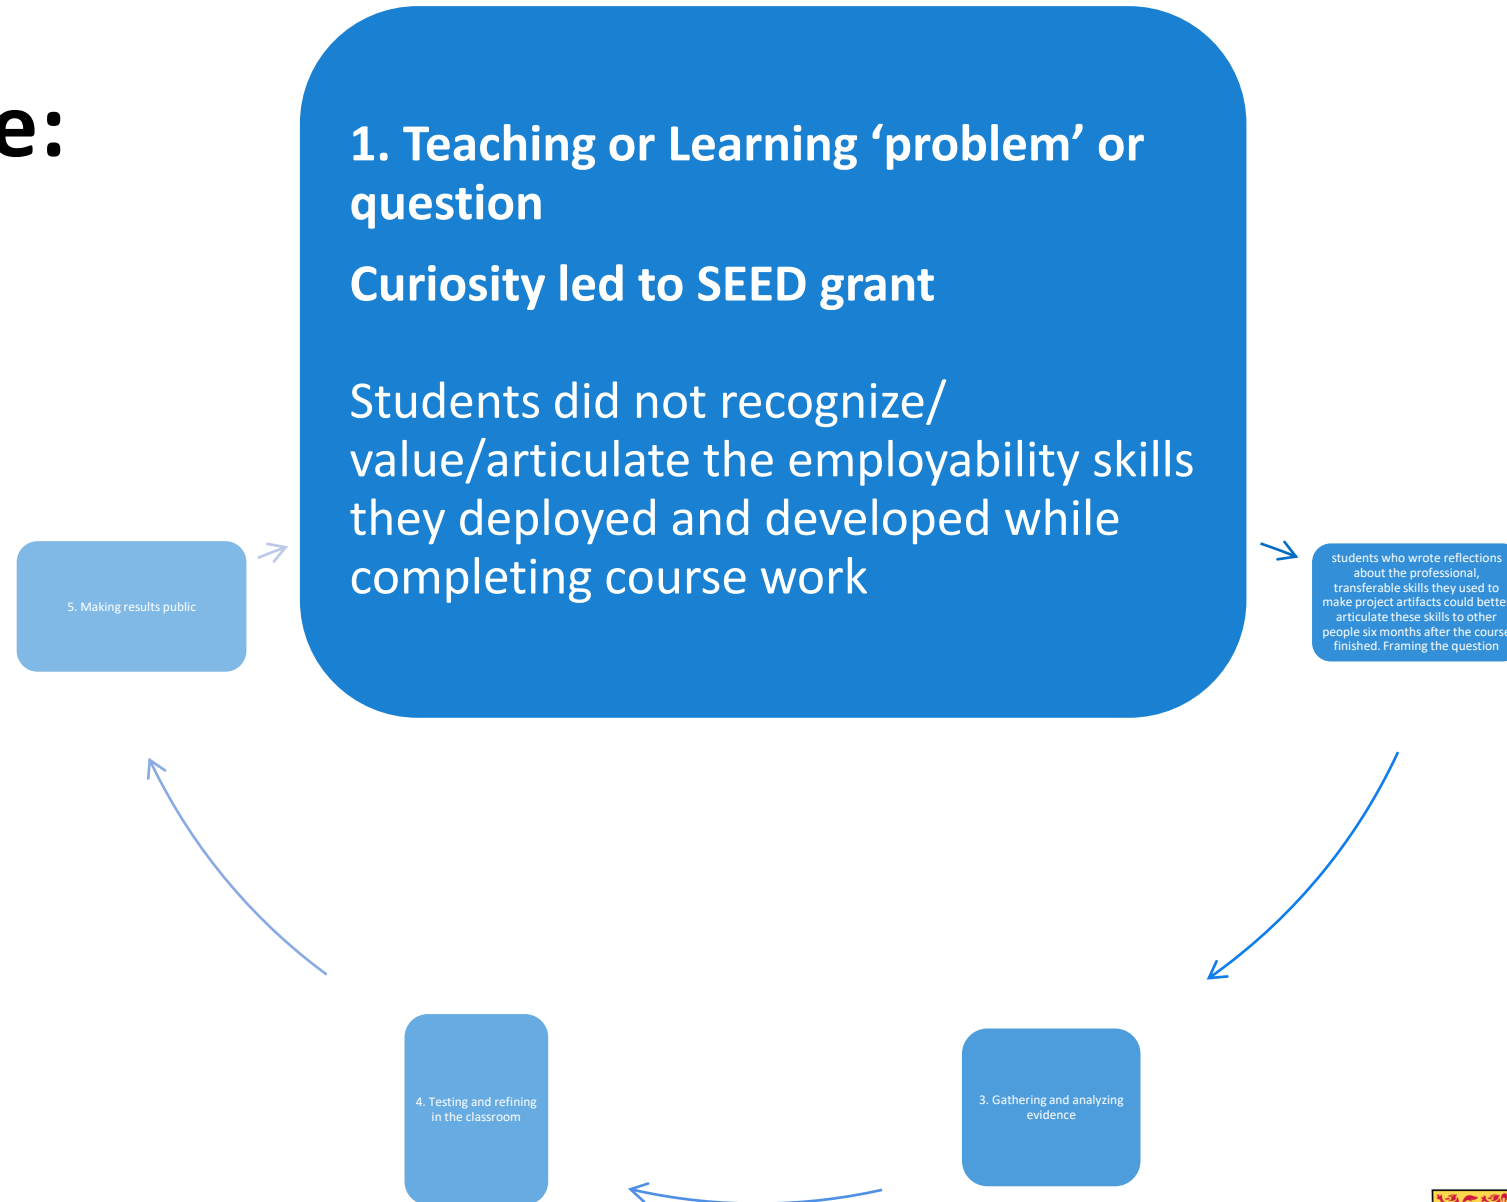 e:
1. Teaching or Learning ‘problem’ or
question
Curiosity led to SEED grant
Students did not recognize/
value/articulate the employability skills
they deployed and developed while
completing course work
students who wrote reflections
about the professional,
transferable skills they used to
make project artifacts could bette
articulate these skills to other
people six months after the course
finished. Framing the question
3. Gathering and analyzing
evidence
4. Testing and refining
in the classroom
5. Making results public